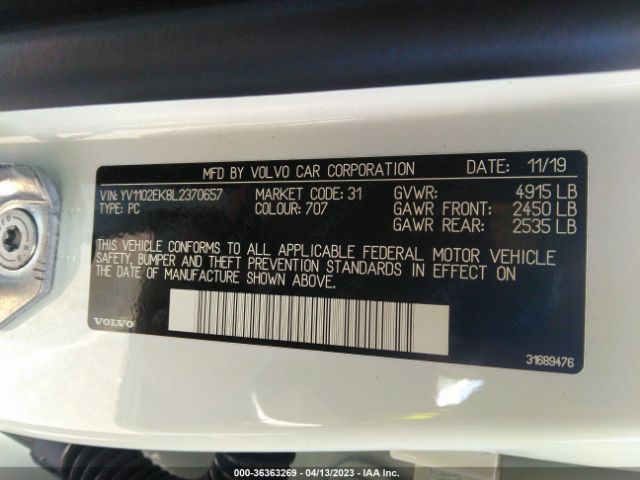 MFD BY VOLVO CAR CORPORATION DATE: 11/19
VIN: YV1102EK8L2370657 MARKET CODE: 31 GVWR: 4915 LB
TYPE: PC COLOUR: 707 GAWR FRONT: 2450 LB
GAWR REAR: 2535 LB
THIS VEHICLE CONFORMS TO ALL APPLICABLE FEDERAL MOTOR VEHICLE
SAFETY, BUMPER AND THEFT PREVENTION STANDARDS IN EFFECT ON
THE DATE OF MANUFACTURE SHOWN ABOVE.
VOLVO 31689476
000-36363269 - 04/13/2023 - IAAI Corp.